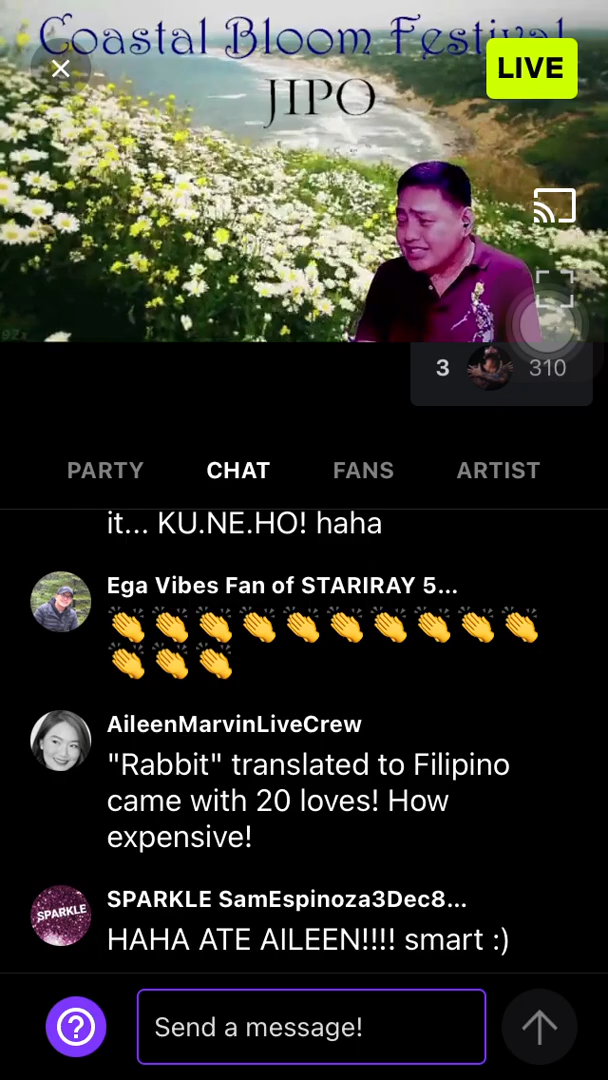 Coastal Bloom Festival
LIVE
JIPO
3 310
PARTY CHAT FANS ARTIST
it... KU.NE.HO! haha
Ega Vibes Fan of STARIRAY 5...
👏👏👏👏👏👏👏👏👏👏
👏👏👏
AileenMarvinLiveCrew
"Rabbit" translated to Filipino
came with 20 loves! How
expensive!
SPARKLE
SPARKLE SamEspinoza3Dec8...
HAHA ATE AILEEN!!!! smart :)
Send a message!